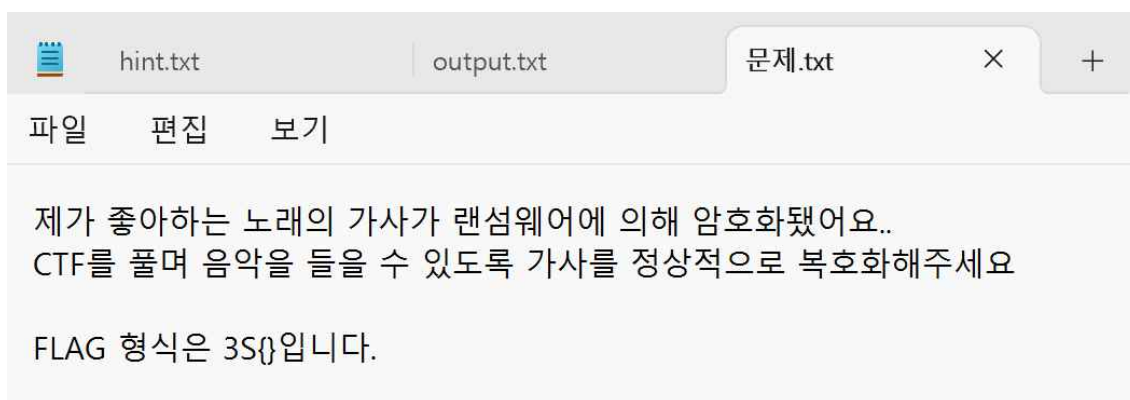 hint.txt output.txt 문제.txt
파일 편집 보기
제가 좋아하는 노래의 가사가 랜섬웨어에 의해 암호화됐어요..
CTF를 풀며 음악을 들을 수 있도록 가사를 정상적으로 복호화해주세요
FLAG 형식은 3S{}입니다.